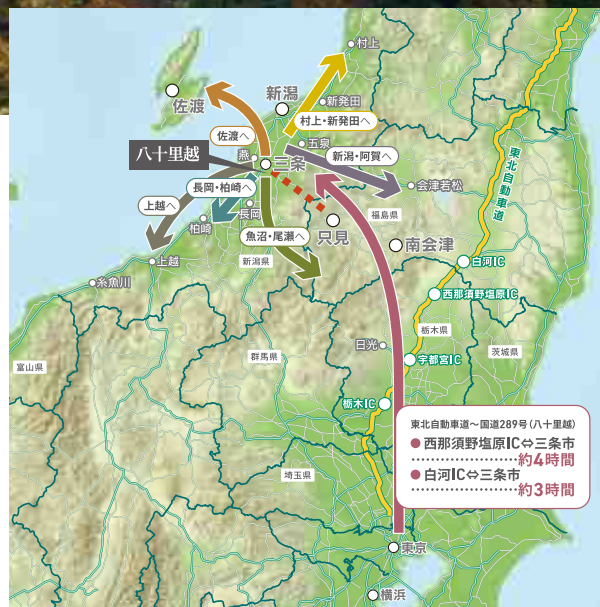 村上
新潟
佐渡
新発田
村上・新発田へ
佐渡へ
五泉
八十里越
燕
三条
新潟・阿賀へ
長岡・柏崎へ
会津若松
東北自動車道
上越へ
長岡
福島県
柏崎
只見
魚沼・尾瀬へ
南会津
上越
新潟県
白河IC
糸魚川
西那須野塩原IC
栃木県
日光
茨城県
富山県
群馬県
宇都宮IC
栃木IC
東北自動車道～国道289号(八十里越)
● 西那須野塩原IC⇔三条市
………………約4時間
● 白河IC⇔三条市
………………約3時間
埼玉県
東京
横浜